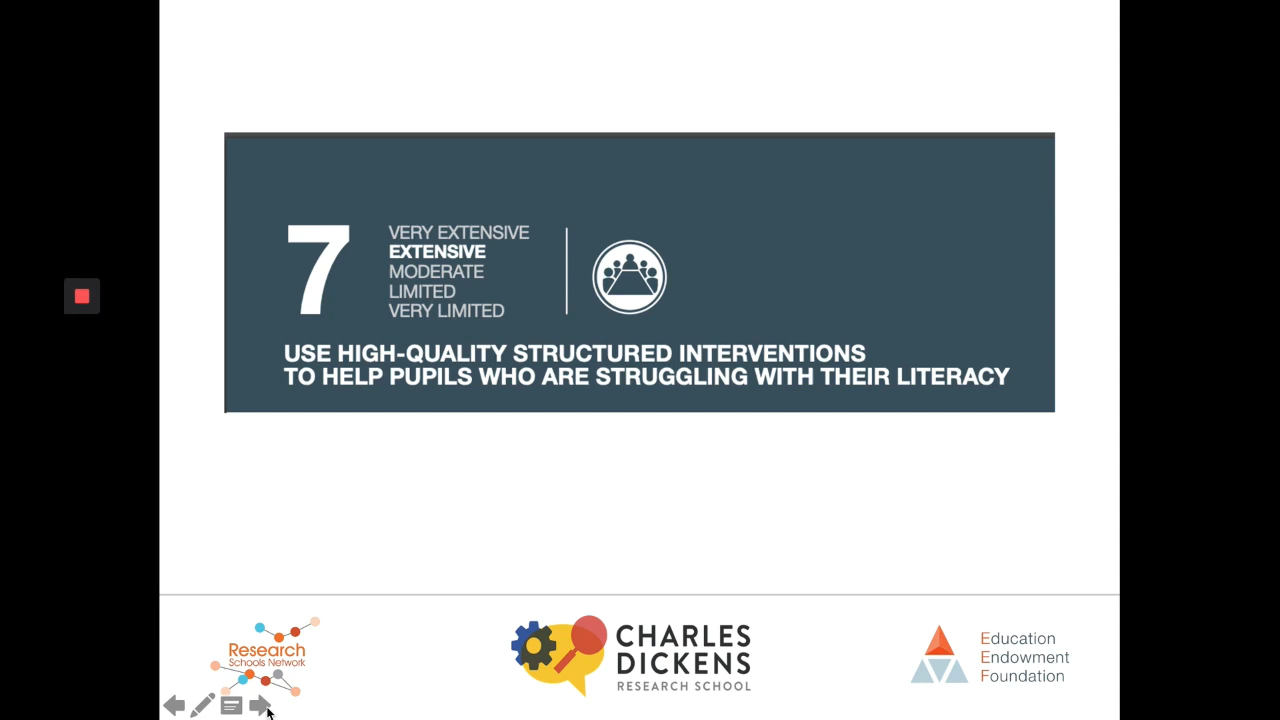 7
VERY EXTENSIVE
EXTENSIVE
MODERATE
LIMITED
VERY LIMITED
USE HIGH-QUALITY STRUCTURED INTERVENTIONS
TO HELP PUPILS WHO ARE STRUGGLING WITH THEIR LITERACY
Research
Schools Network
CHARLES
DICKENS
RESEARCH SCHOOL
Education
Endowment
Foundation